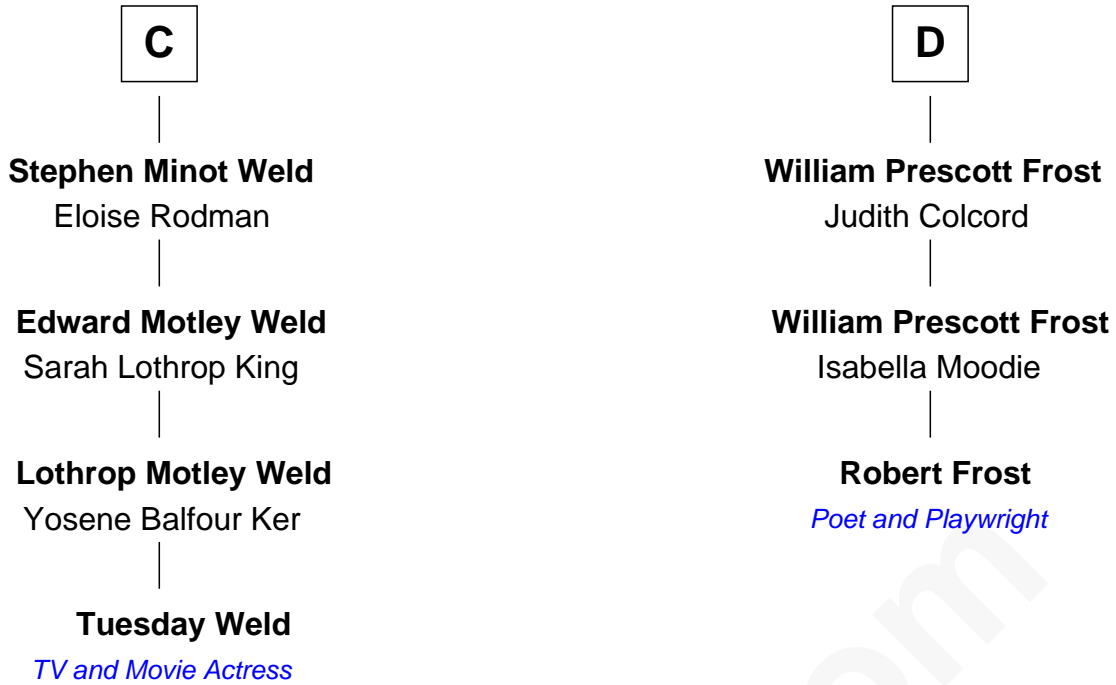 C
Stephen Minot Weld
Eloise Rodman
Edward Motley Weld
Sarah Lothrop King
Lothrop Motley Weld
Yosene Balfour Ker
Tuesday Weld
TV and Movie Actress
D
William Prescott Frost
Judith Colcord
William Prescott Frost
Isabella Moodie
Robert Frost
Poet and Playwright
om